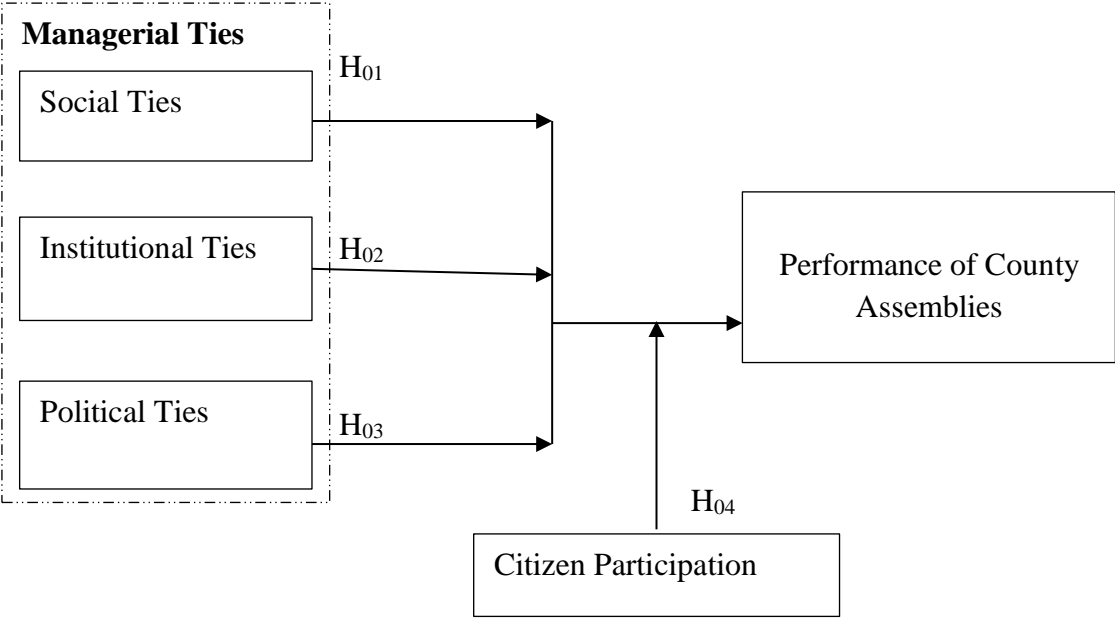 Managerial Ties
Social Ties
H01
Institutional Ties
H02
Political Ties
H03
Performance of County
Assemblies
H04
Citizen Participation